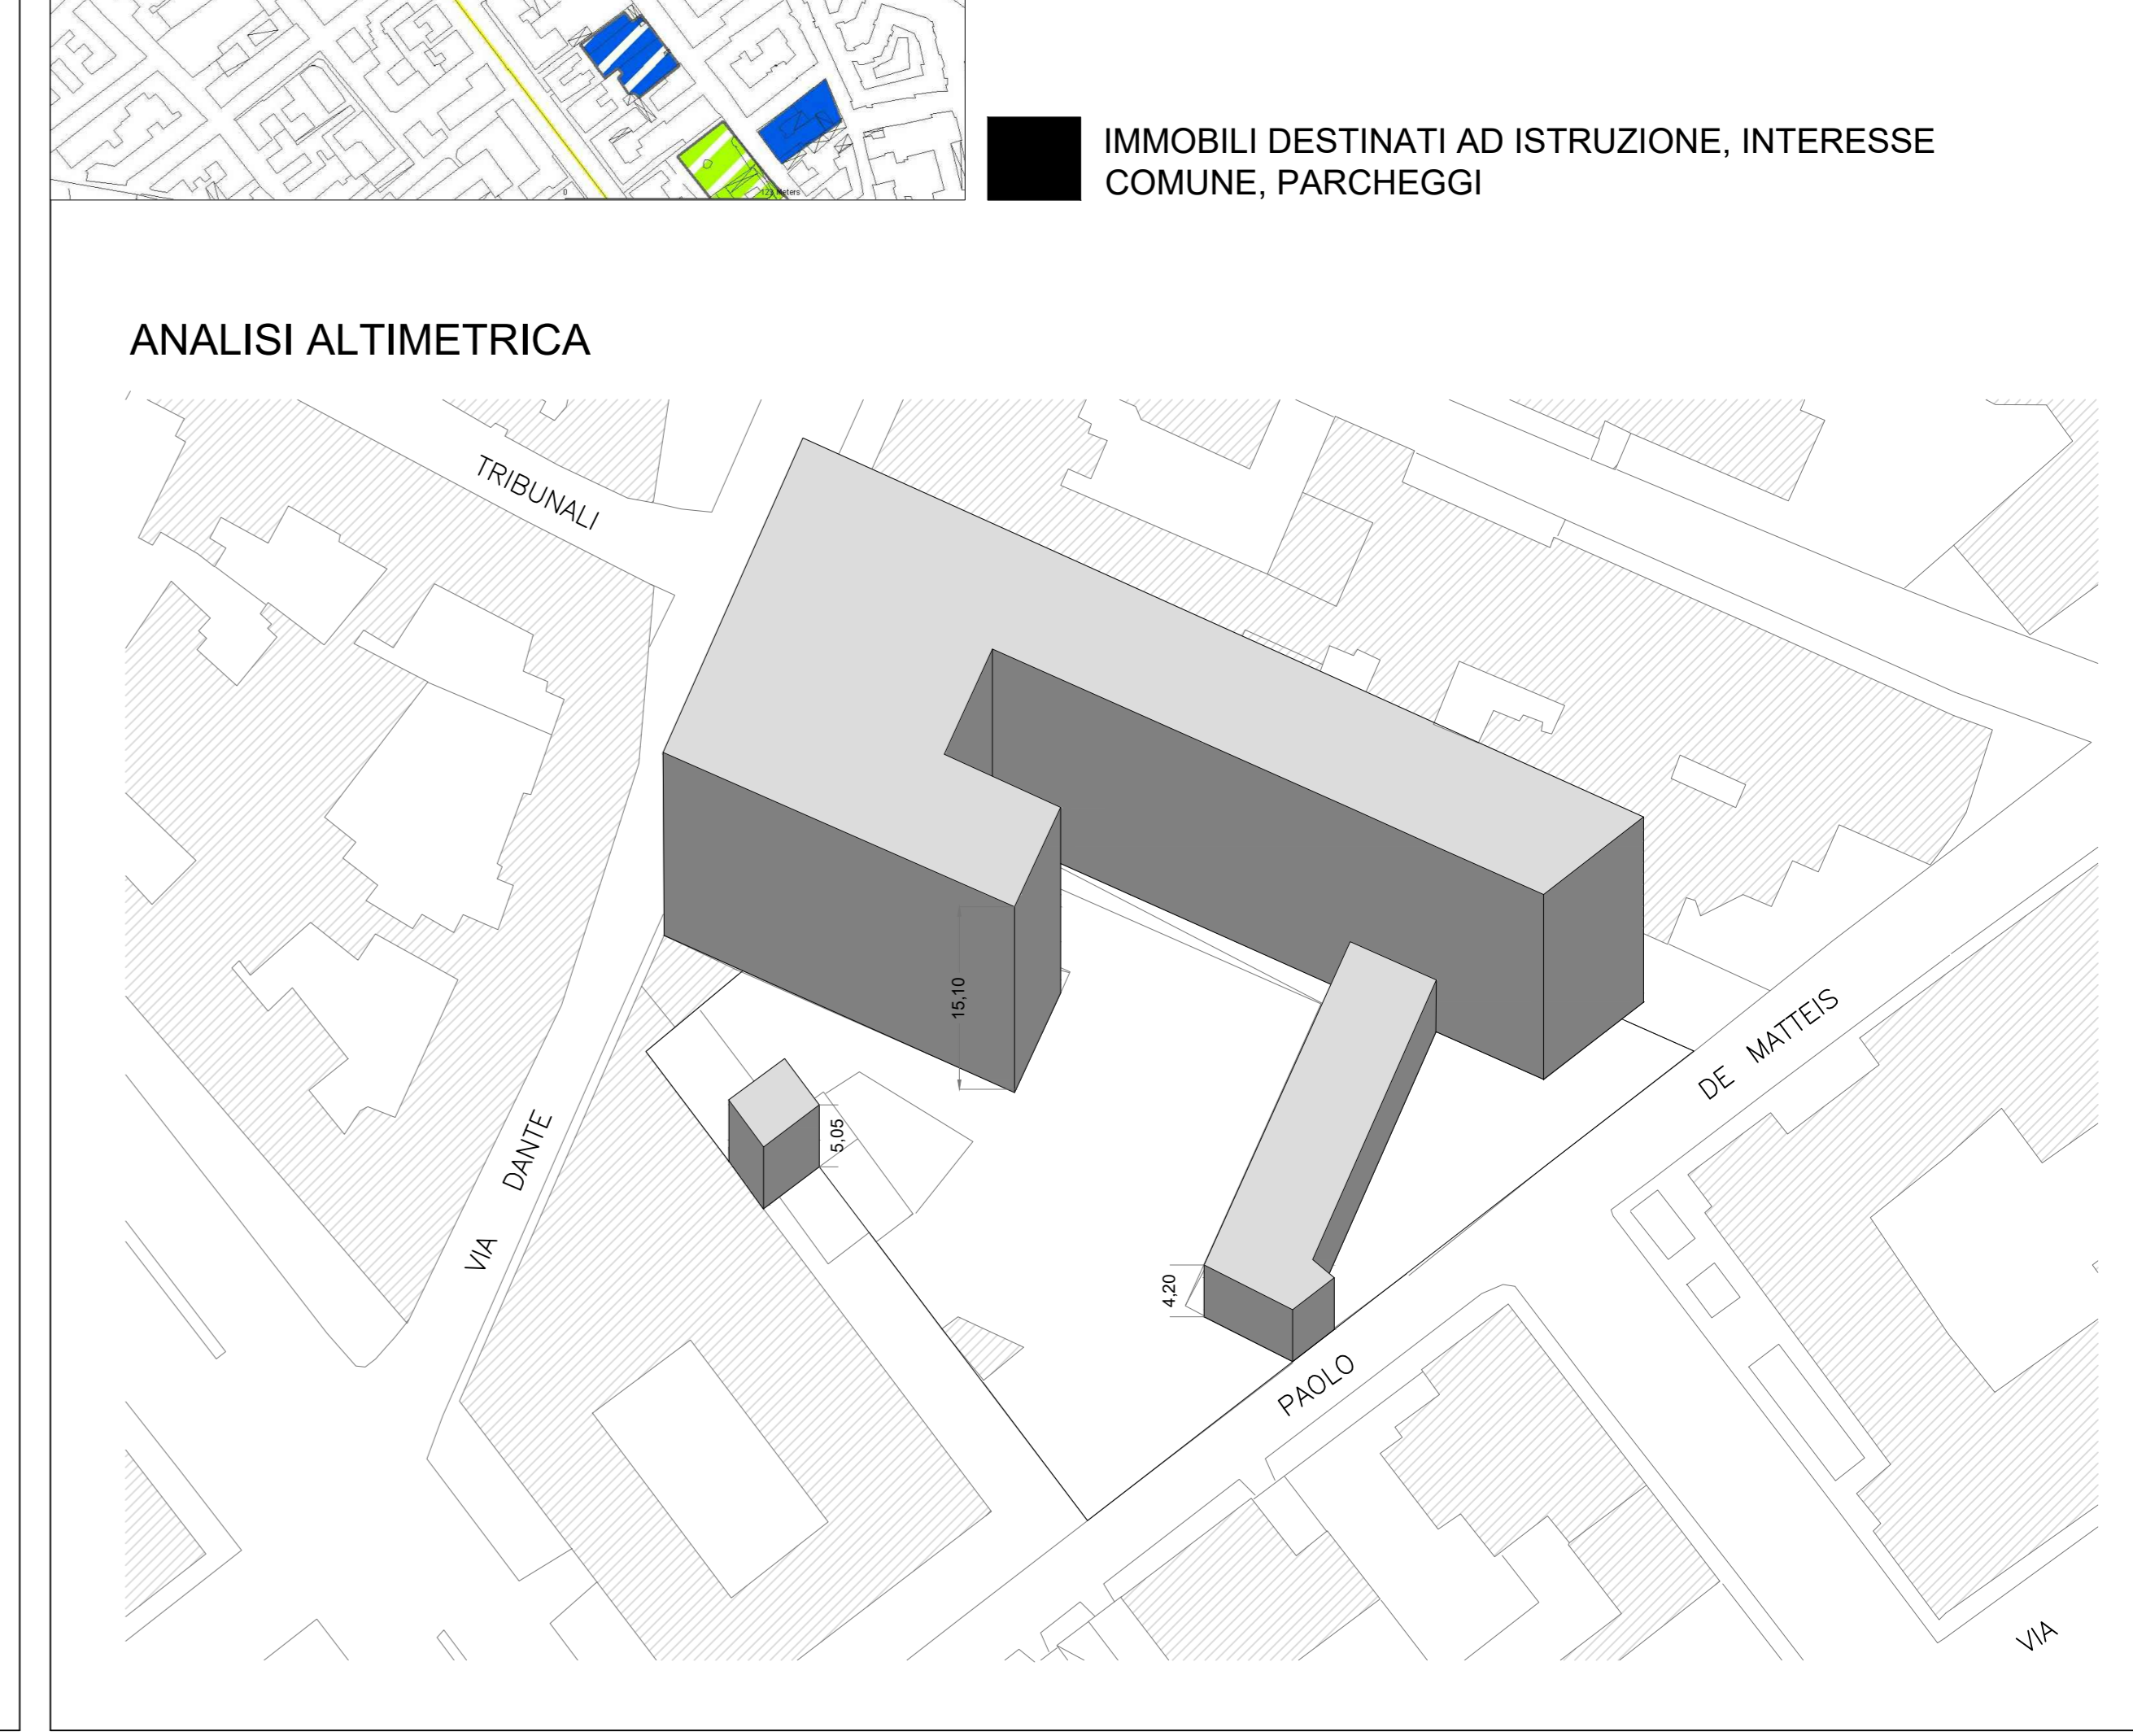 0
IMMOBILI DESTINATI AD ISTRUZIONE, INTERESSE
COMUNE, PARCHEGGI
ANALISI ALTIMETRICA
TRIBUNALI
15,10
DE MATTEIS
5,05
VIA DANTE
4,20
PAOLO
VIA